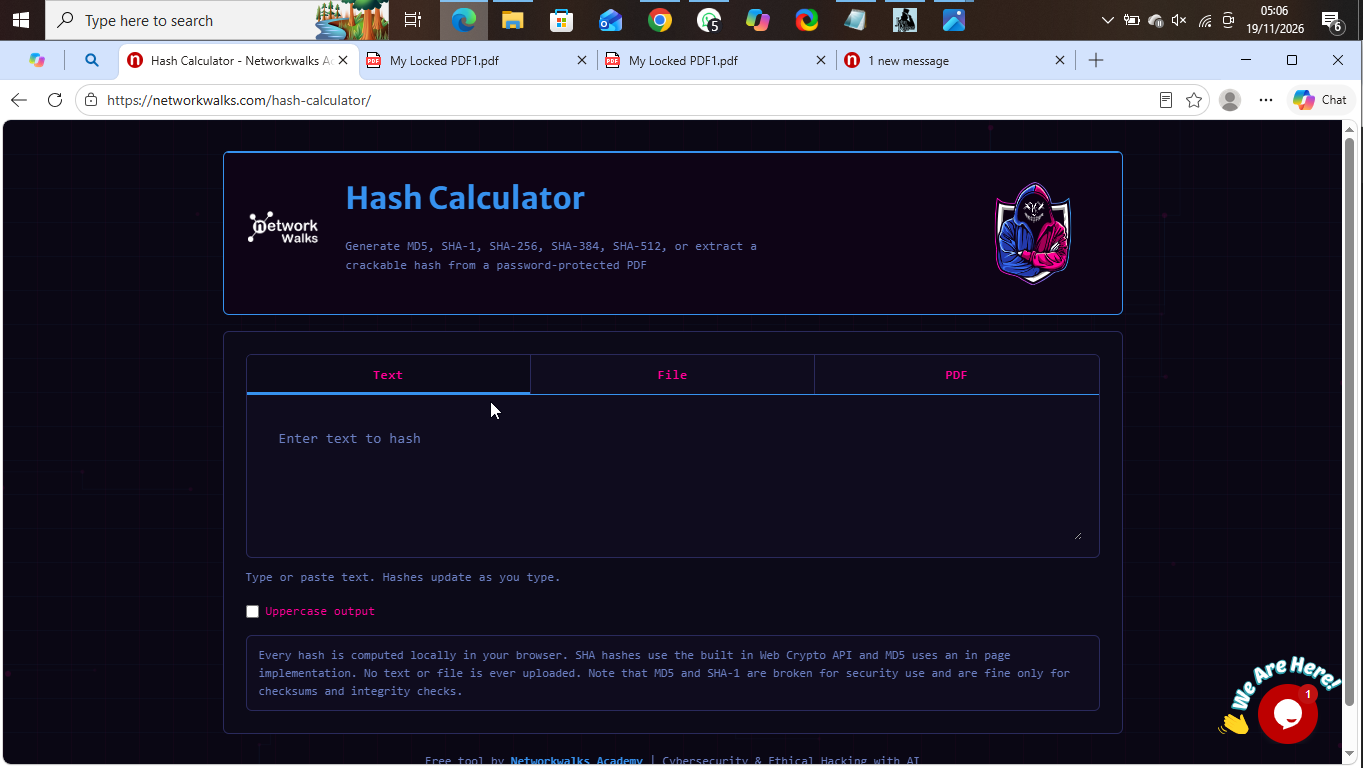 Type here to search
5
05:06
19/11/2026
6
Hash Calculator - Networkwalks Ac
My Locked PDF1.pdf
My Locked PDF1.pdf
1 new message
https://networkwalks.com/hash-calculator/
Chat
network
Walks
Hash Calculator
Generate MD5, SHA-1, SHA-256, SHA-384, SHA-512, or extract a
crackable hash from a password-protected PDF
Text
File
PDF
Enter text to hash
Type or paste text. Hashes update as you type.
Uppercase output
Every hash is computed locally in your browser. SHA hashes use the built in Web Crypto API and MD5 uses an in page
implementation. No text or file is ever uploaded. Note that MD5 and SHA-1 are broken for security use and are fine only for
checksums and integrity checks.
We Are Here!
1
Free tool by Networkwalks Academy | Cybersecurity & Ethical Hacking with AI